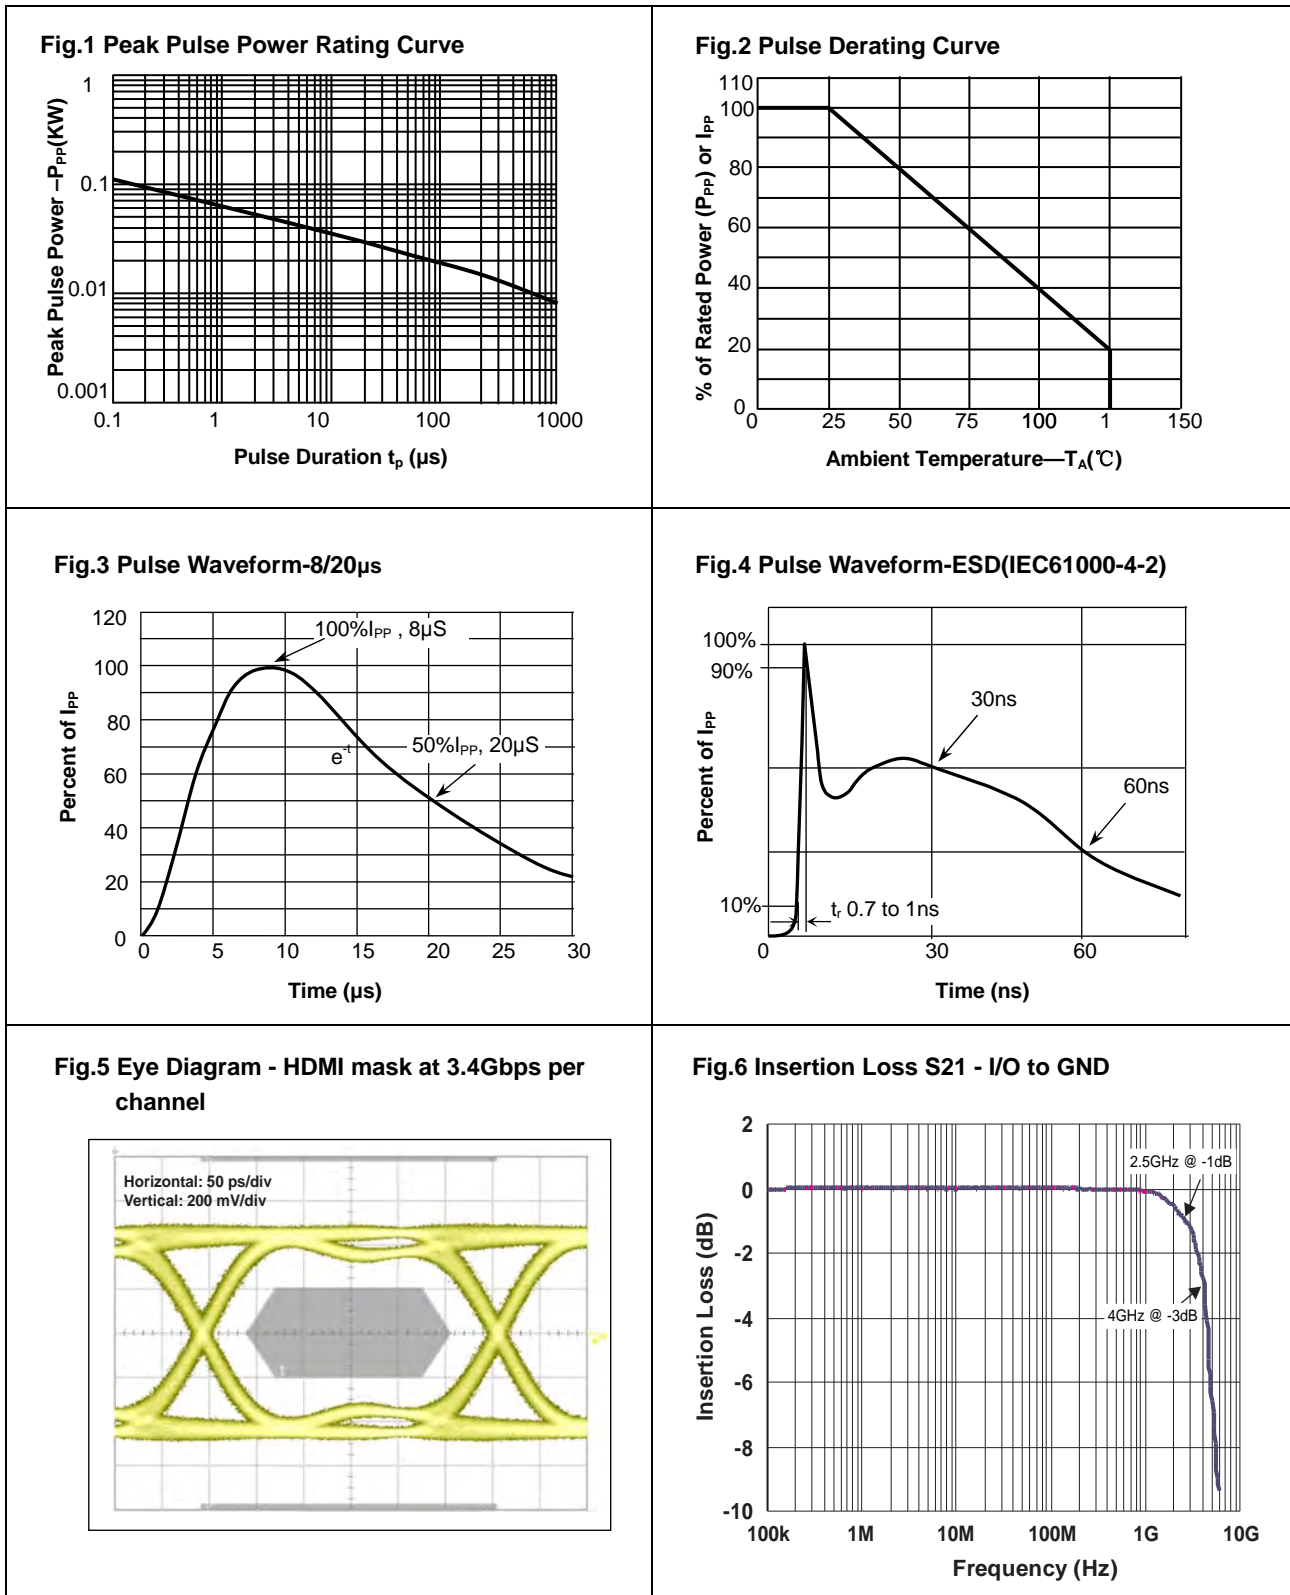 Fig.1 Peak Pulse Power Rating Curve
Peak Pulse Power –PPP(KW)
1
0.1
0.01
0.001
0.1 1 10 100 1000
Pulse Duration tp (µs)
Fig.2 Pulse Derating Curve
% of Rated Power (PPP) or IPP
110
100
80
60
40
20
0
0 25 50 75 100 1 150
Ambient Temperature—TA(℃)
Fig.3 Pulse Waveform-8/20µs
Percent of IPP
120
100
80
60
40
20
0
100%IPP , 8µS
e-t
50%IPP, 20µS
0 5 10 15 20 25 30
Time (µs)
Fig.4 Pulse Waveform-ESD(IEC61000-4-2)
Percent of IPP
100%
90%
10%
30ns
60ns
tr 0.7 to 1ns
0 30 60
Time (ns)
Fig.5 Eye Diagram - HDMI mask at 3.4Gbps per
channel
Horizontal: 50 ps/div
Vertical: 200 mV/div
1
Fig.6 Insertion Loss S21 - I/O to GND
Insertion Loss (dB)
2
0
-2
-4
-6
-8
-10
2.5GHz @ -1dB
4GHz @ -3dB
100k 1M 10M 100M 1G 10G
Frequency (Hz)